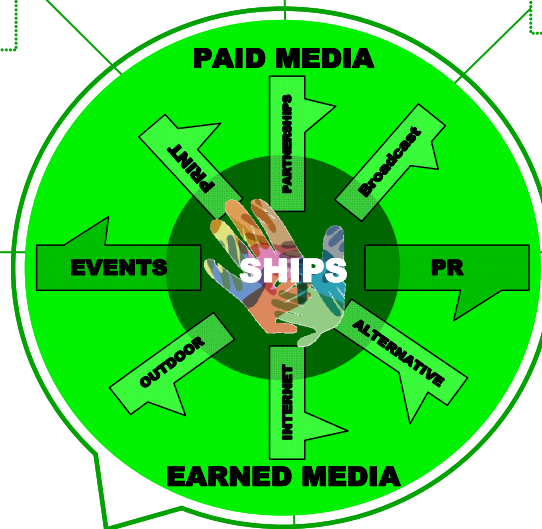 PAID MEDIA
PARTNERSHIPS
PRINT
Broadcast
EVENTS
SHIPS
PR
OUTDOOR
ALTERNATIVE
INTERNET
EARNED MEDIA